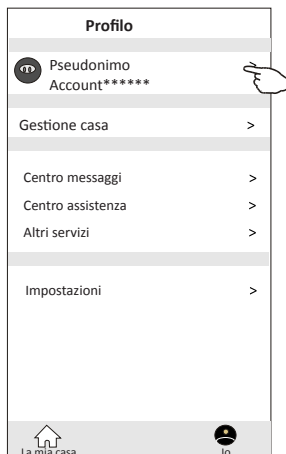 Profilo
Pseudonimo
Account******
>
Gestione casa >
Centro messaggi >
Centro assistenza >
Altri servizi >
Impostazioni >
La mia casa Io